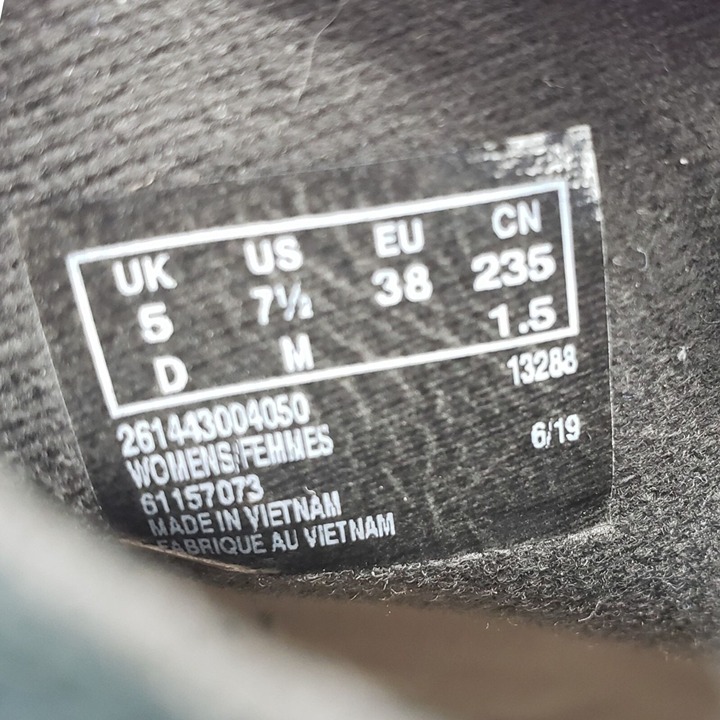 UK US EU CN
5 7½ 38 235
D M 1.5
261443004050 13288
WOMENS/FEMMES 6/19
61157073
MADE IN VIETNAM
FABRIQUE AU VIETNAM